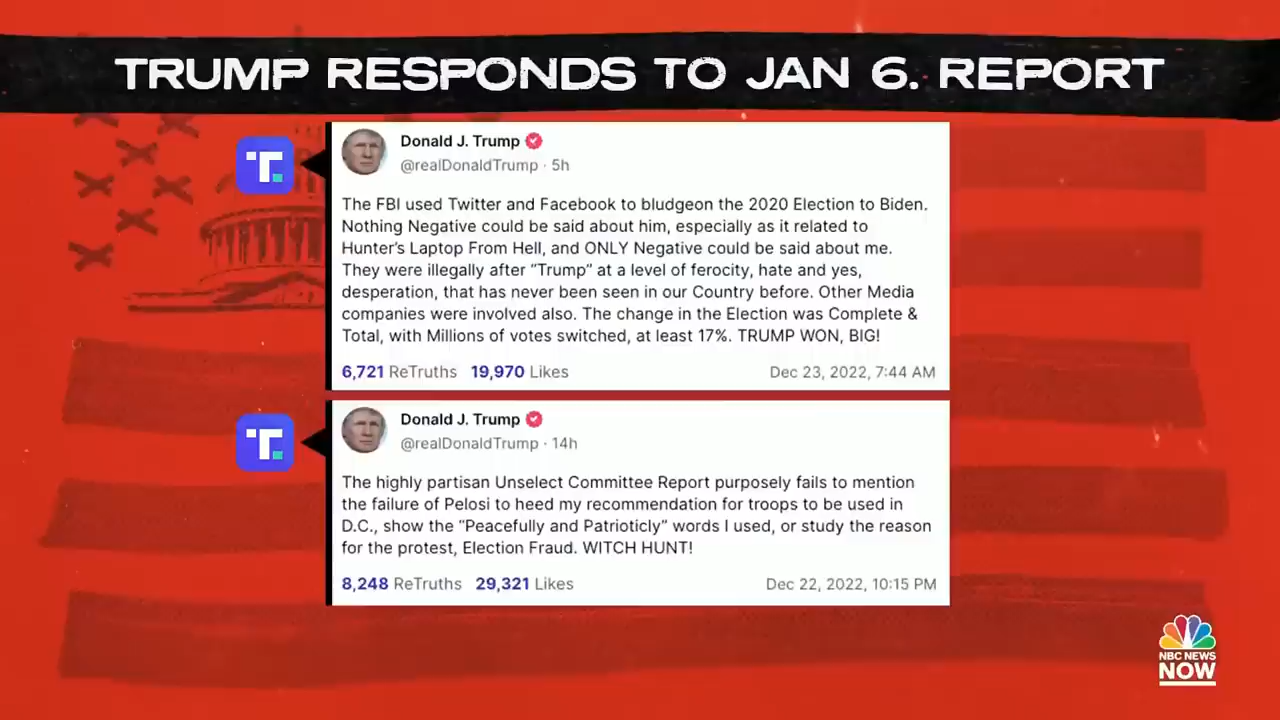 TRUMP RESPONDS TO JAN 6. REPORT
T.
Donald J. Trump
@realDonaldTrump · 5h
The FBI used Twitter and Facebook to bludgeon the 2020 Election to Biden.
Nothing Negative could be said about him, especially as it related to
Hunter's Laptop From Hell, and ONLY Negative could be said about me.
They were illegally after "Trump" at a level of ferocity, hate and yes,
desperation, that has never been seen in our Country before. Other Media
companies were involved also. The change in the Election was Complete &
Total, with Millions of votes switched, at least 17%. TRUMP WON, BIG!
6,721 ReTruths 19,970 Likes Dec 23, 2022, 7:44 AM
T.
Donald J. Trump
@realDonaldTrump · 14h
The highly partisan Unselect Committee Report purposely fails to mention
the failure of Pelosi to heed my recommendation for troops to be used in
D.C., show the "Peacefully and Patrioticly" words I used, or study the reason
for the protest, Election Fraud. WITCH HUNT!
8,248 ReTruths 29,321 Likes Dec 22, 2022, 10:15 PM
NBC NEWS
NOW